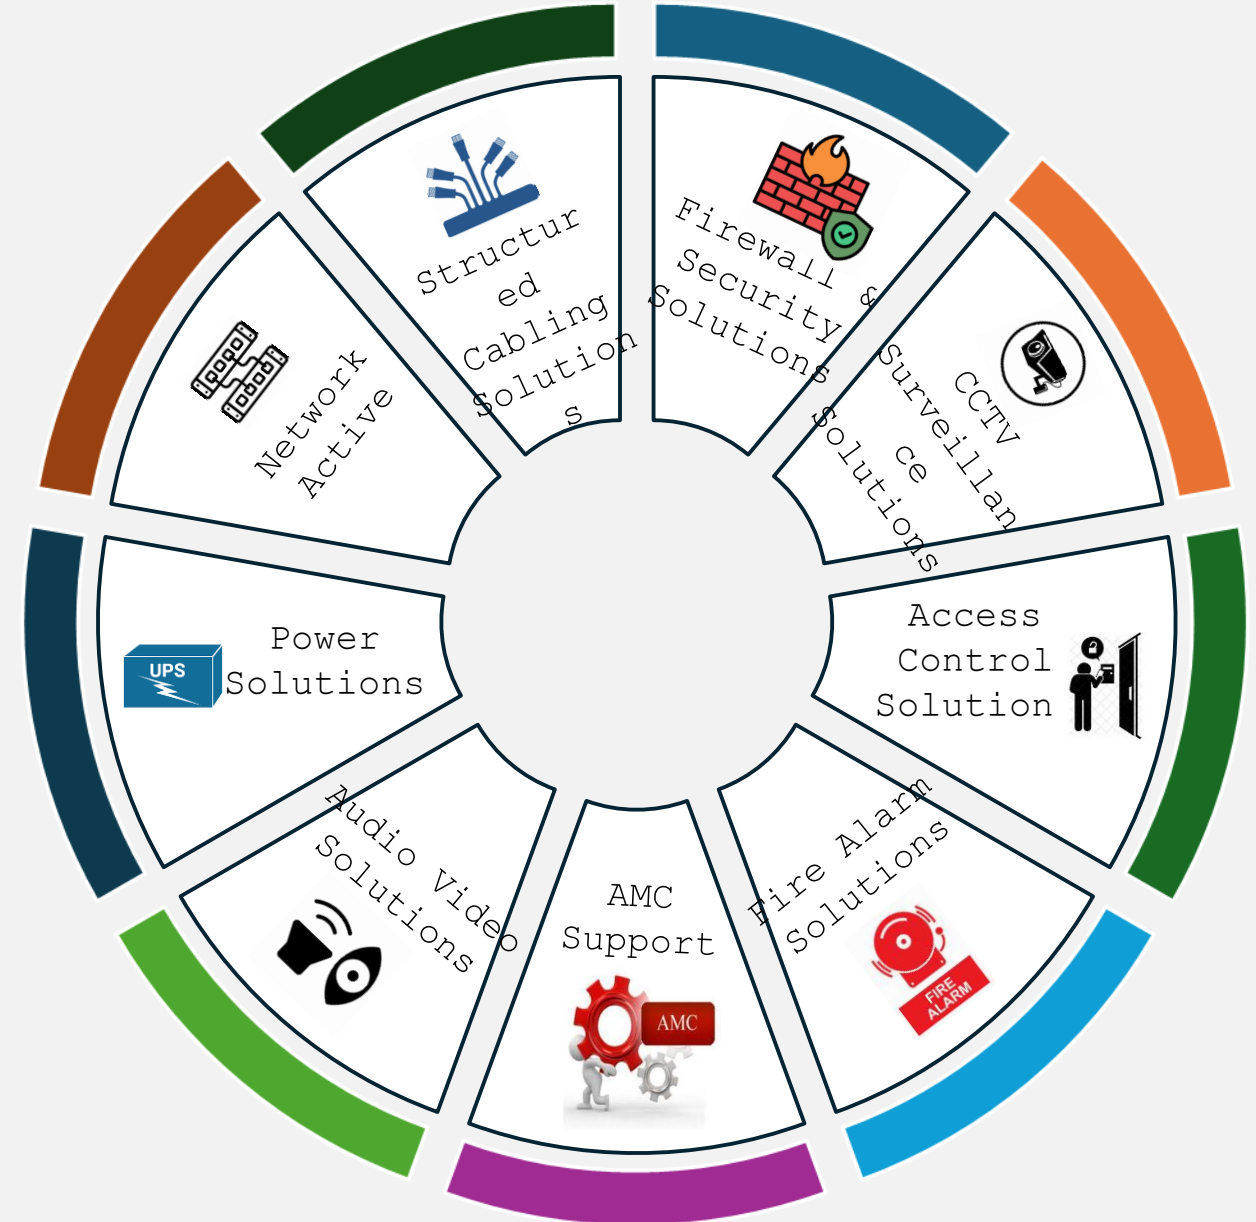 Structur
ed
Cabling
Solution
s
Firewall &
Security
Solutions
CCTV
Surveillan
ce
Solutions
Access
Control
Solution
Fire Alarm
Solutions
FIRE
ALARM
AMC
Support
AMC
Audio Video
Solutions
Power
Solutions
UPS
Network
Active